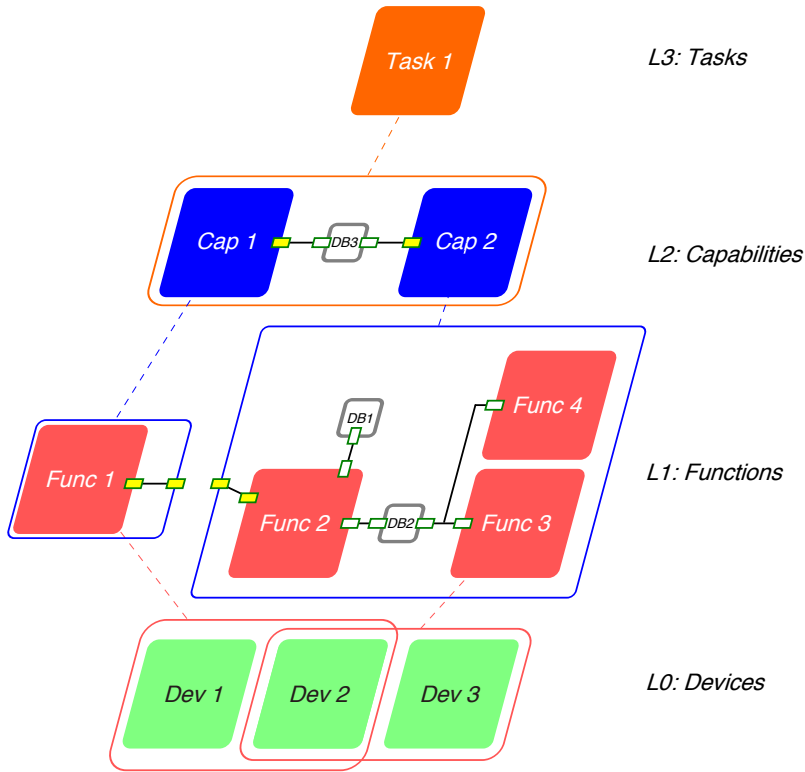 Task 1
L3: Tasks
Cap 1
DB3
Cap 2
L2: Capabilities
DB1
Func 4
Func 1
L1: Functions
Func 2
DB2
Func 3
Dev 1
Dev 2
Dev 3
L0: Devices